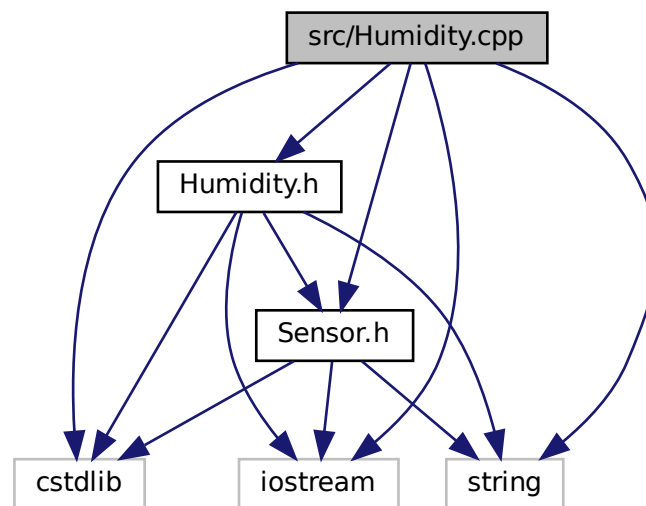 src/Humidity.cpp
Humidity.h
Sensor.h
cstdlib
iostream
string